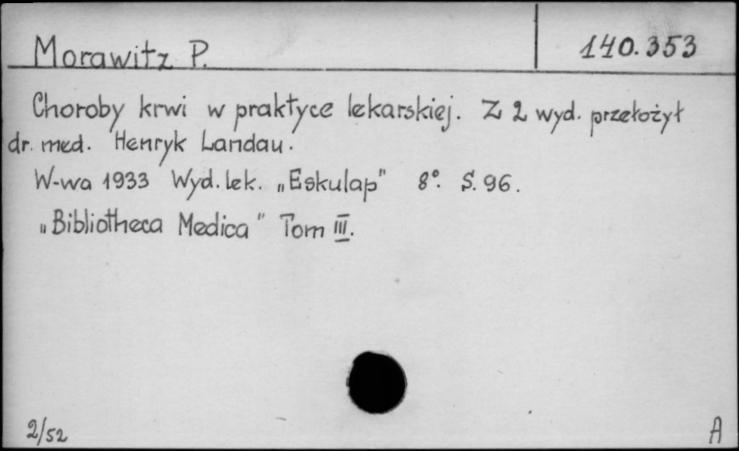 Morawitz P.
140.353
Choroby krwi w praktyce lekarskiej. Z 2 wyd. przełożył
dr. med. Henryk Landau.
W-wa 1933 Wyd. lek. „Eskulap" 8°. S. 96.
„Bibliotheca Medica" Tom III.
2/52
A